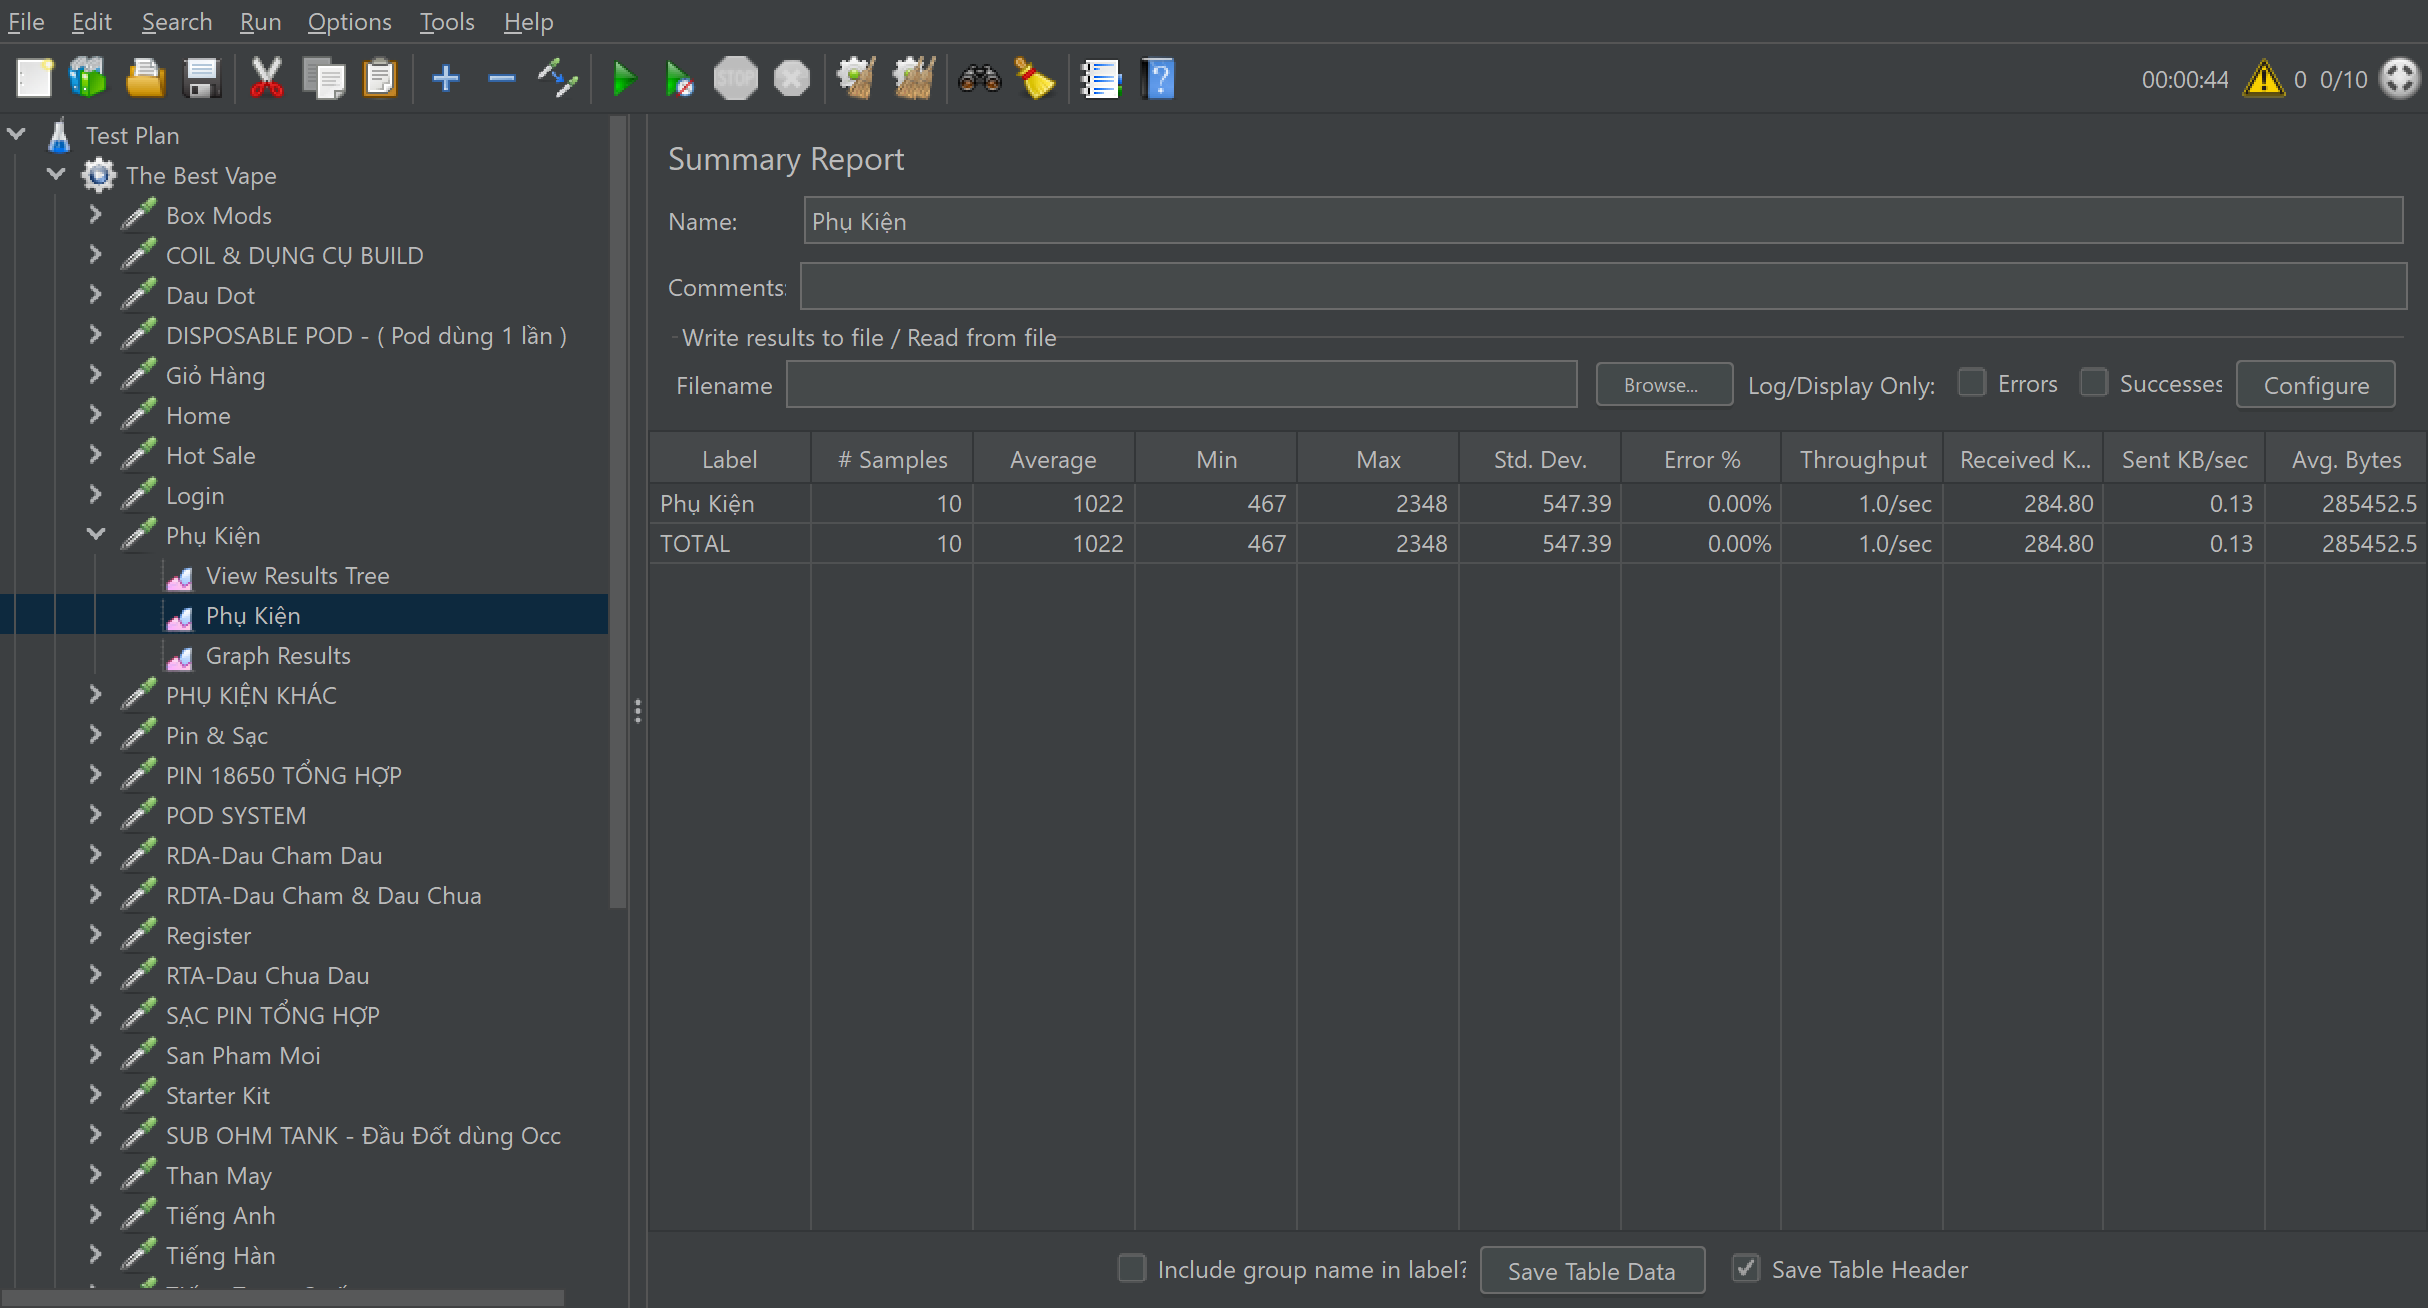 File Edit Search Run Options Tools Help
STOP
00:00:44 0 0/10
Test Plan
The Best Vape
Box Mods
COIL & DỤNG CỤ BUILD
Dau Dot
DISPOSABLE POD - ( Pod dùng 1 lần )
Giỏ Hàng
Home
Hot Sale
Login
Phụ Kiện
View Results Tree
Phụ Kiện
Graph Results
PHỤ KIỆN KHÁC
Pin & Sạc
PIN 18650 TỔNG HỢP
POD SYSTEM
RDA-Dau Cham Dau
RDTA-Dau Cham & Dau Chua
Register
RTA-Dau Chua Dau
SẠC PIN TỔNG HỢP
San Pham Moi
Starter Kit
SUB OHM TANK - Đầu Đốt dùng Occ
Than May
Tiếng Anh
Tiếng Hàn
Summary Report
Name: Phụ Kiện
Comments:
Write results to file / Read from file
Filename Browse... Log/Display Only: Errors Successes Configure
Label # Samples Average Min Max Std. Dev. Error % Throughput Received K... Sent KB/sec Avg. Bytes
Phụ Kiện 10 1022 467 2348 547.39 0.00% 1.0/sec 284.80 0.13 285452.5
TOTAL 10 1022 467 2348 547.39 0.00% 1.0/sec 284.80 0.13 285452.5
Include group name in label? Save Table Data Save Table Header